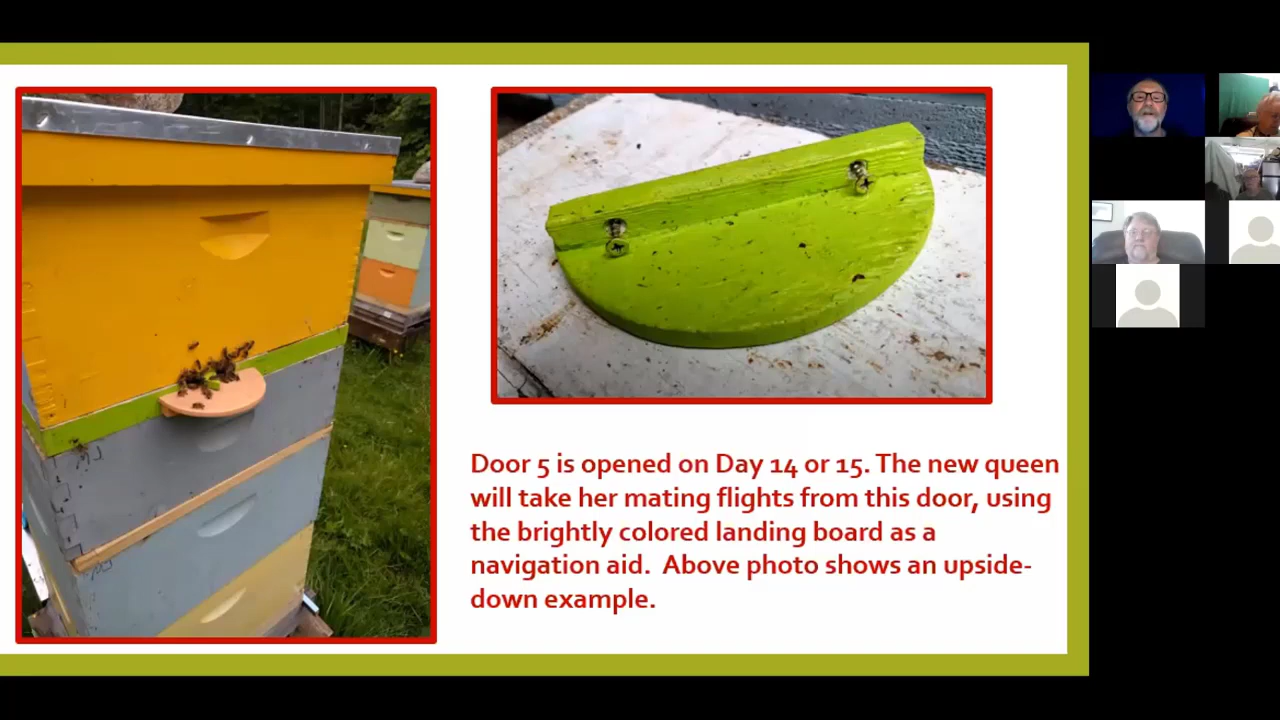 Door 5 is opened on Day 14 or 15. The new queen
will take her mating flights from this door, using
the brightly colored landing board as a
navigation aid.  Above photo shows an upside-
down example.